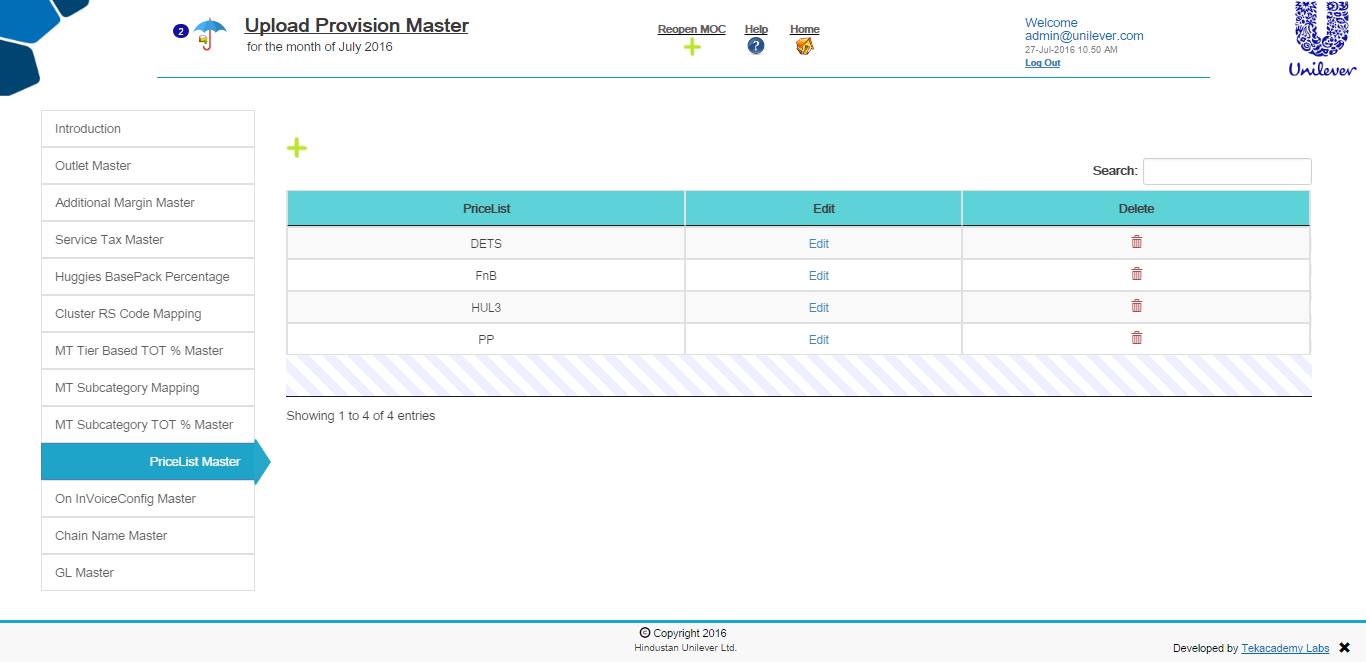 2
Upload Provision Master
for the month of July 2016
Reopen MOC
Help
?
Home
Welcome
admin@unilever.com
27-Jul-2016 10.50 AM
Log Out
Unilever
Introduction
Outlet Master
Additional Margin Master
Service Tax Master
Huggies BasePack Percentage
Cluster RS Code Mapping
MT Tier Based TOT % Master
MT Subcategory Mapping
MT Subcategory TOT % Master
PriceList Master
On InVoiceConfig Master
Chain Name Master
GL Master
Search:
PriceList Edit Delete
DETS Edit
FnB Edit
HUL3 Edit
PP Edit
Showing 1 to 4 of 4 entries
© Copyright 2016
Hindustan Unilever Ltd.
Developed by Tekacademy Labs